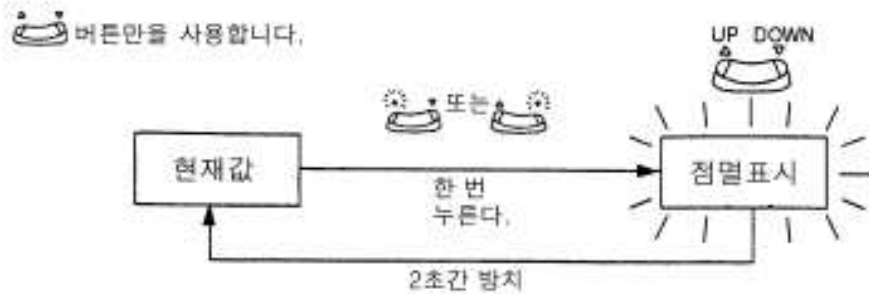 버튼만을 사용합니다.
UP DOWN
또는
현재값
한 번
누른다.
점멸표시
2초간 방치